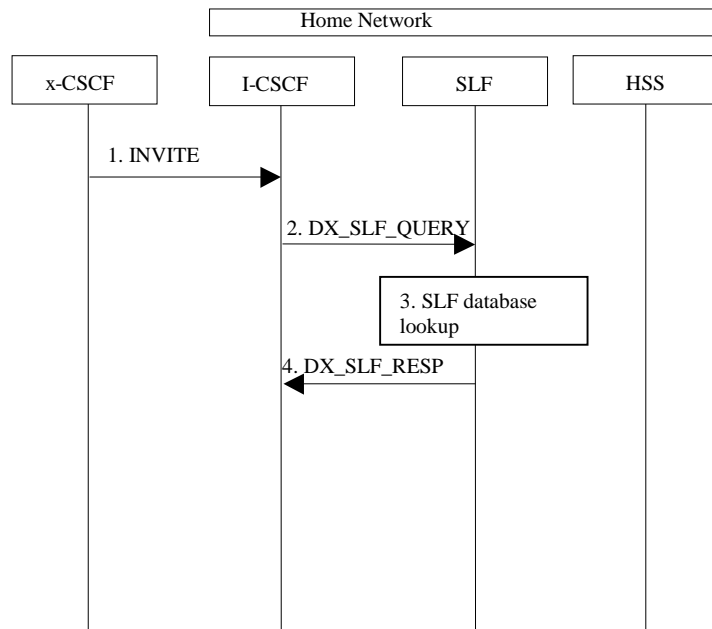 Home Network
x-CSCF
I-CSCF
SLF
HSS
1. INVITE
2. DX_SLF_QUERY
3. SLF database
lookup
4. DX_SLF_RESP